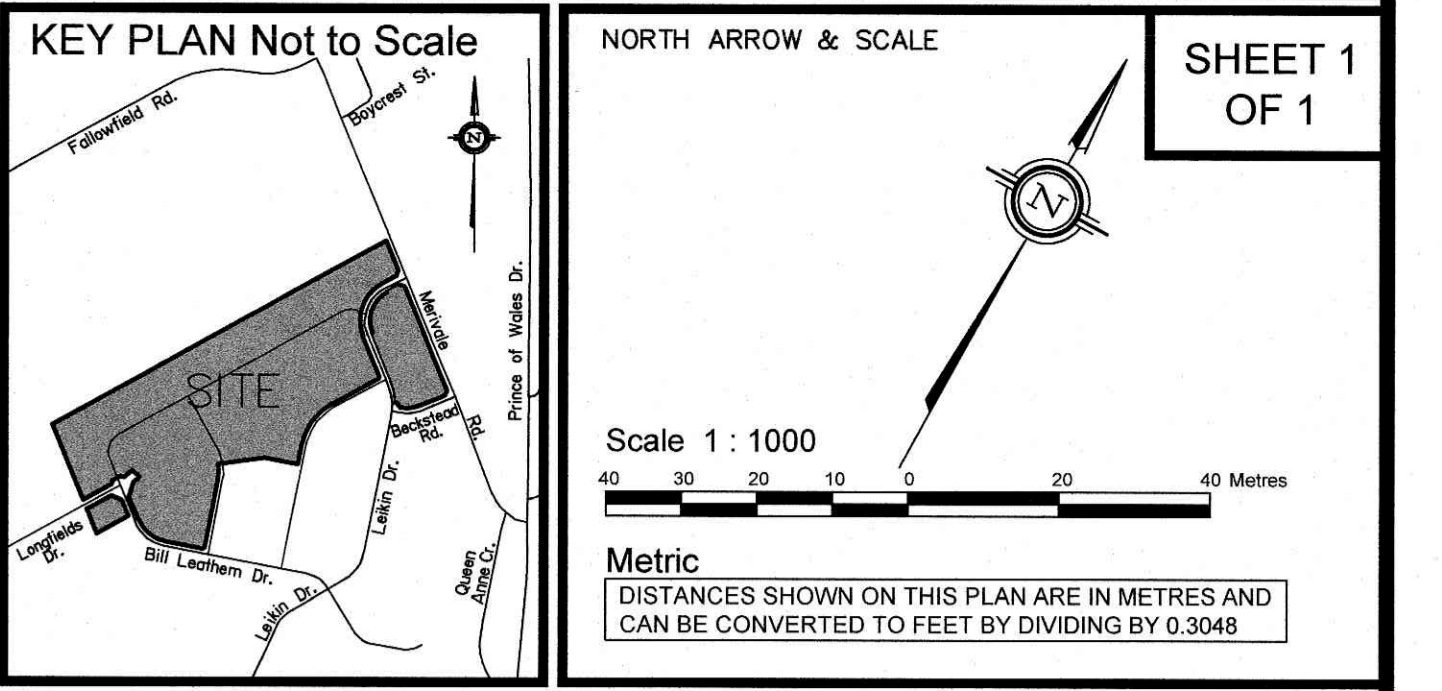 KEY PLAN Not to Scale
Fallowfield Rd.
Boycrest St.
N
Merivale
Rd.
Prince of Wales Dr.
SITE
Beckstead
Rd.
Leikin Dr.
Longfields
Dr.
Bill Leathem Dr.
Leikin Dr.
Queen
Anne Cr.
NORTH ARROW & SCALE
N
SHEET 1
OF 1
Scale 1 : 1000
40 30 20 10 0 20 40 Metres
Metric
DISTANCES SHOWN ON THIS PLAN ARE IN METRES AND
CAN BE CONVERTED TO FEET BY DIVIDING BY 0.3048